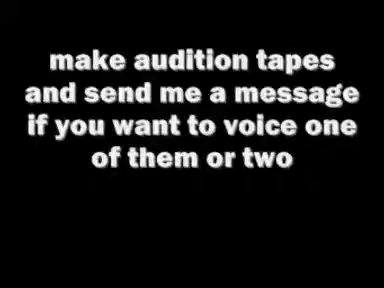 make audition tapes
and send me a message
if you want to voice one
of them or two